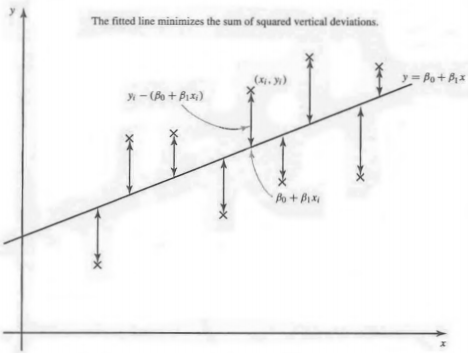 y
The fitted line minimizes the sum of squared vertical deviations.
(xᵢ, yᵢ)
y = β₀ + β₁x
yᵢ − (β₀ + β₁xᵢ)
β₀ + β₁xᵢ
x